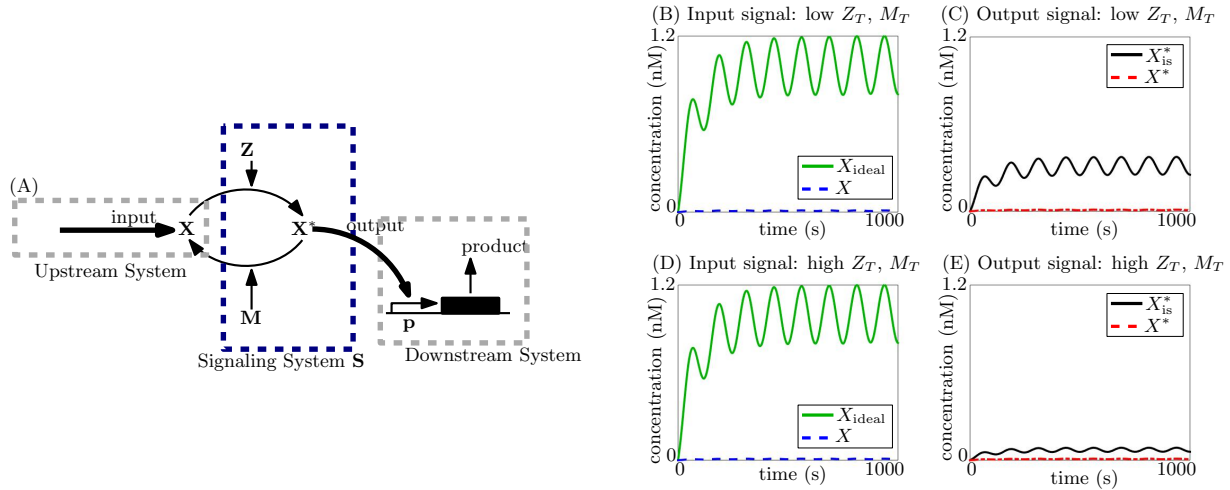 (A)
Z
input
X
X*
output
Upstream System
M
product
p
Signaling System S
Downstream System
(B) Input signal: low Z_T, M_T
concentration (nM)
1.2
0
X_ideal
X
0
1000
time (s)
(C) Output signal: low Z_T, M_T
concentration (nM)
1.2
0
X*_is
X*
0
1000
time (s)
(D) Input signal: high Z_T, M_T
concentration (nM)
1.2
0
X_ideal
X
0
1000
time (s)
(E) Output signal: high Z_T, M_T
concentration (nM)
1.2
0
X*_is
X*
0
1000
time (s)